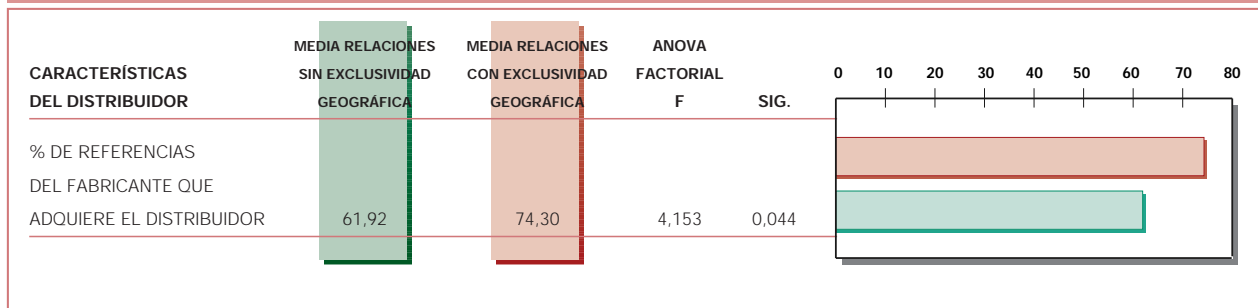 MEDIA RELACIONES MEDIA RELACIONES ANOVA
CARACTERÍSTICAS SIN EXCLUSIVIDAD CON EXCLUSIVIDAD FACTORIAL 0 10 20 30 40 50 60 70 80
DEL DISTRIBUIDOR GEOGRÁFICA GEOGRÁFICA F SIG.
% DE REFERENCIAS
DEL FABRICANTE QUE
ADQUIERE EL DISTRIBUIDOR 61,92 74,30 4,153 0,044